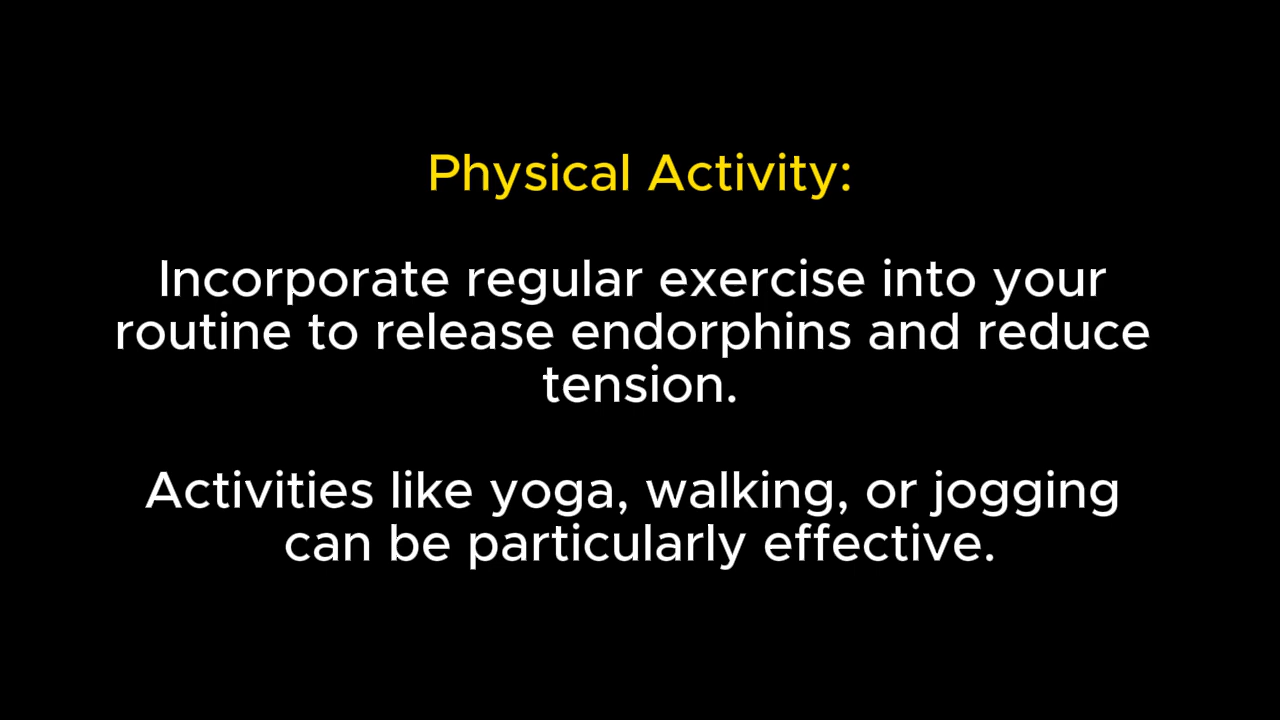 Physical Activity:
Incorporate regular exercise into your
routine to release endorphins and reduce
tension.
Activities like yoga, walking, or jogging
can be particularly effective.